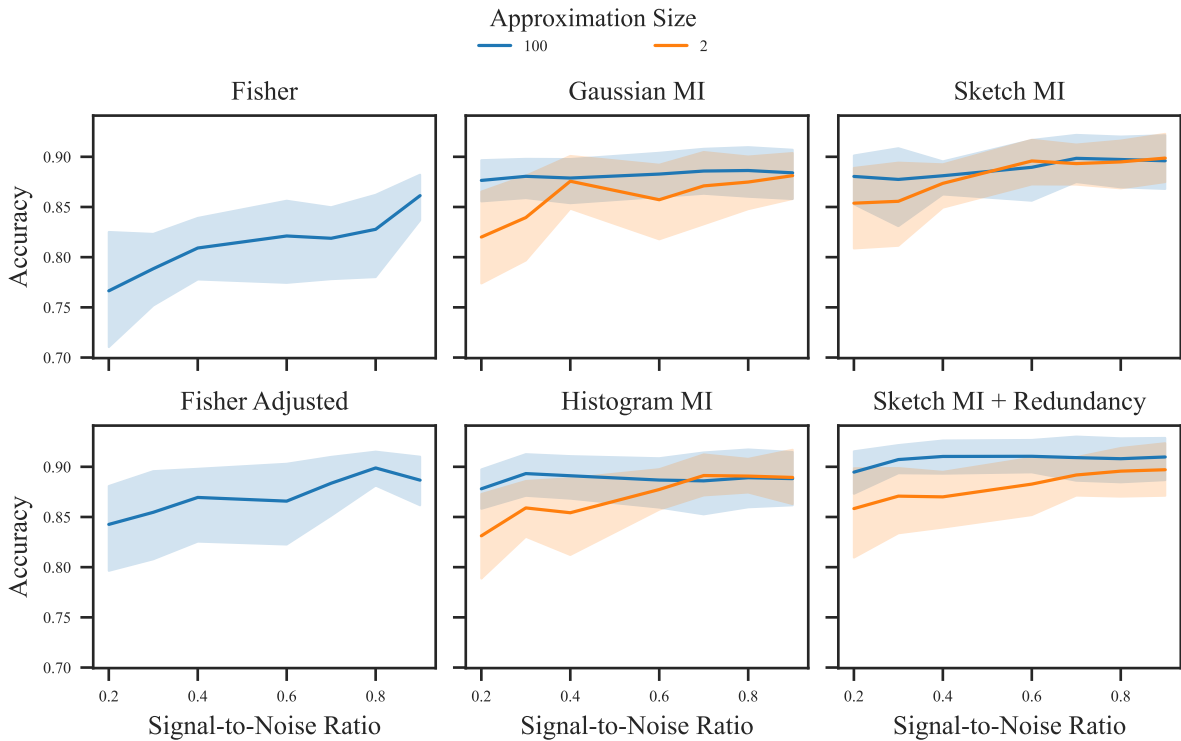 Approximation Size
100 2
Fisher Gaussian MI Sketch MI
Accuracy
0.90
0.85
0.80
0.75
0.70
Fisher Adjusted Histogram MI Sketch MI + Redundancy
Accuracy
0.90
0.85
0.80
0.75
0.70
0.2 0.4 0.6 0.8 0.2 0.4 0.6 0.8 0.2 0.4 0.6 0.8
Signal-to-Noise Ratio Signal-to-Noise Ratio Signal-to-Noise Ratio